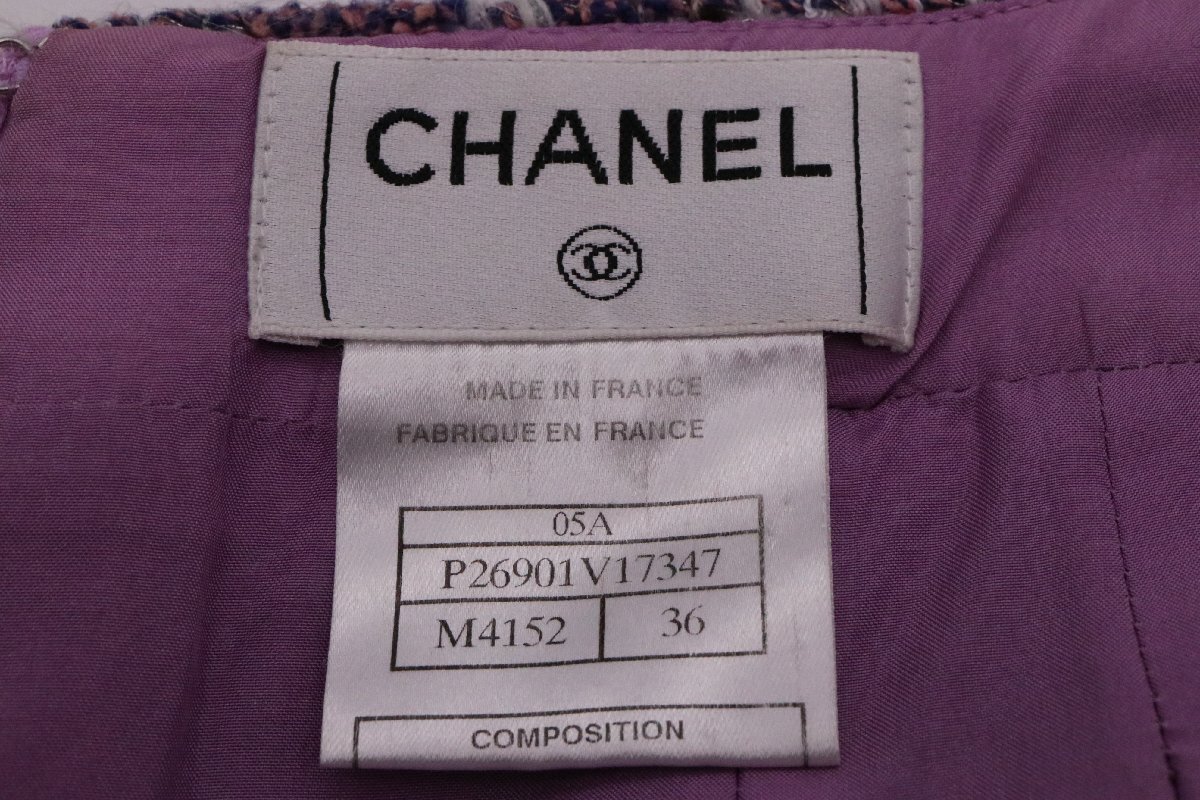 CHANEL
MADE IN FRANCE
FABRIQUE EN FRANCE
05A
P26901V17347
M4152 36
COMPOSITION